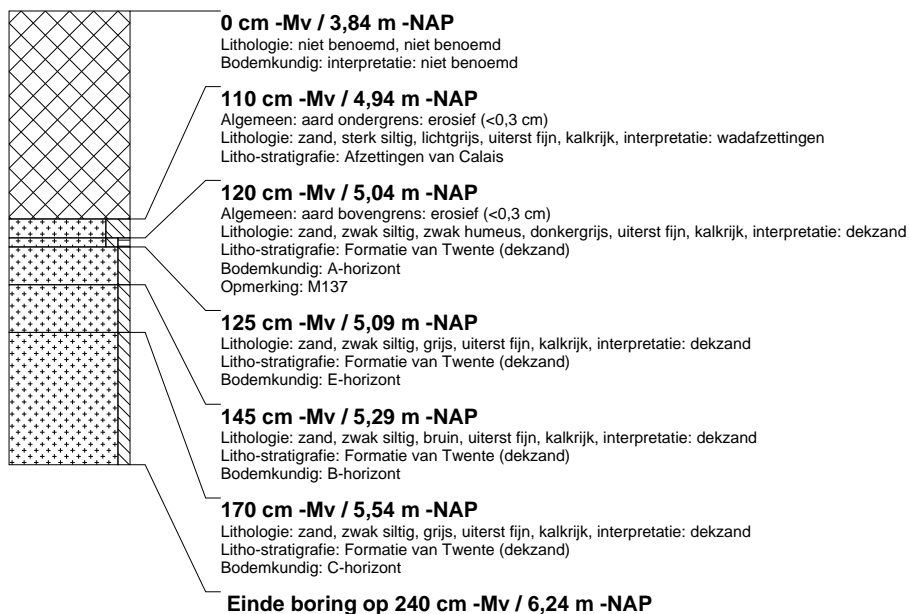 0 cm -Mv / 3,84 m -NAP
Lithologie: niet benoemd, niet benoemd
Bodemkundig: interpretatie: niet benoemd
110 cm -Mv / 4,94 m -NAP
Algemeen: aard ondergrens: erosief (<0,3 cm)
Lithologie: zand, sterk siltig, lichtgrijs, uiterst fijn, kalkrijk, interpretatie: wadafzettingen
Litho-stratigrafie: Afzettingen van Calais
120 cm -Mv / 5,04 m -NAP
Algemeen: aard bovengrens: erosief (<0,3 cm)
Lithologie: zand, zwak siltig, zwak humeus, donkergrijs, uiterst fijn, kalkrijk, interpretatie: dekzand
Litho-stratigrafie: Formatie van Twente (dekzand)
Bodemkundig: A-horizont
Opmerking: M137
125 cm -Mv / 5,09 m -NAP
Lithologie: zand, zwak siltig, grijs, uiterst fijn, kalkrijk, interpretatie: dekzand
Litho-stratigrafie: Formatie van Twente (dekzand)
Bodemkundig: E-horizont
145 cm -Mv / 5,29 m -NAP
Lithologie: zand, zwak siltig, bruin, uiterst fijn, kalkrijk, interpretatie: dekzand
Litho-stratigrafie: Formatie van Twente (dekzand)
Bodemkundig: B-horizont
170 cm -Mv / 5,54 m -NAP
Lithologie: zand, zwak siltig, grijs, uiterst fijn, kalkrijk, interpretatie: dekzand
Litho-stratigrafie: Formatie van Twente (dekzand)
Bodemkundig: C-horizont
Einde boring op 240 cm -Mv / 6,24 m -NAP